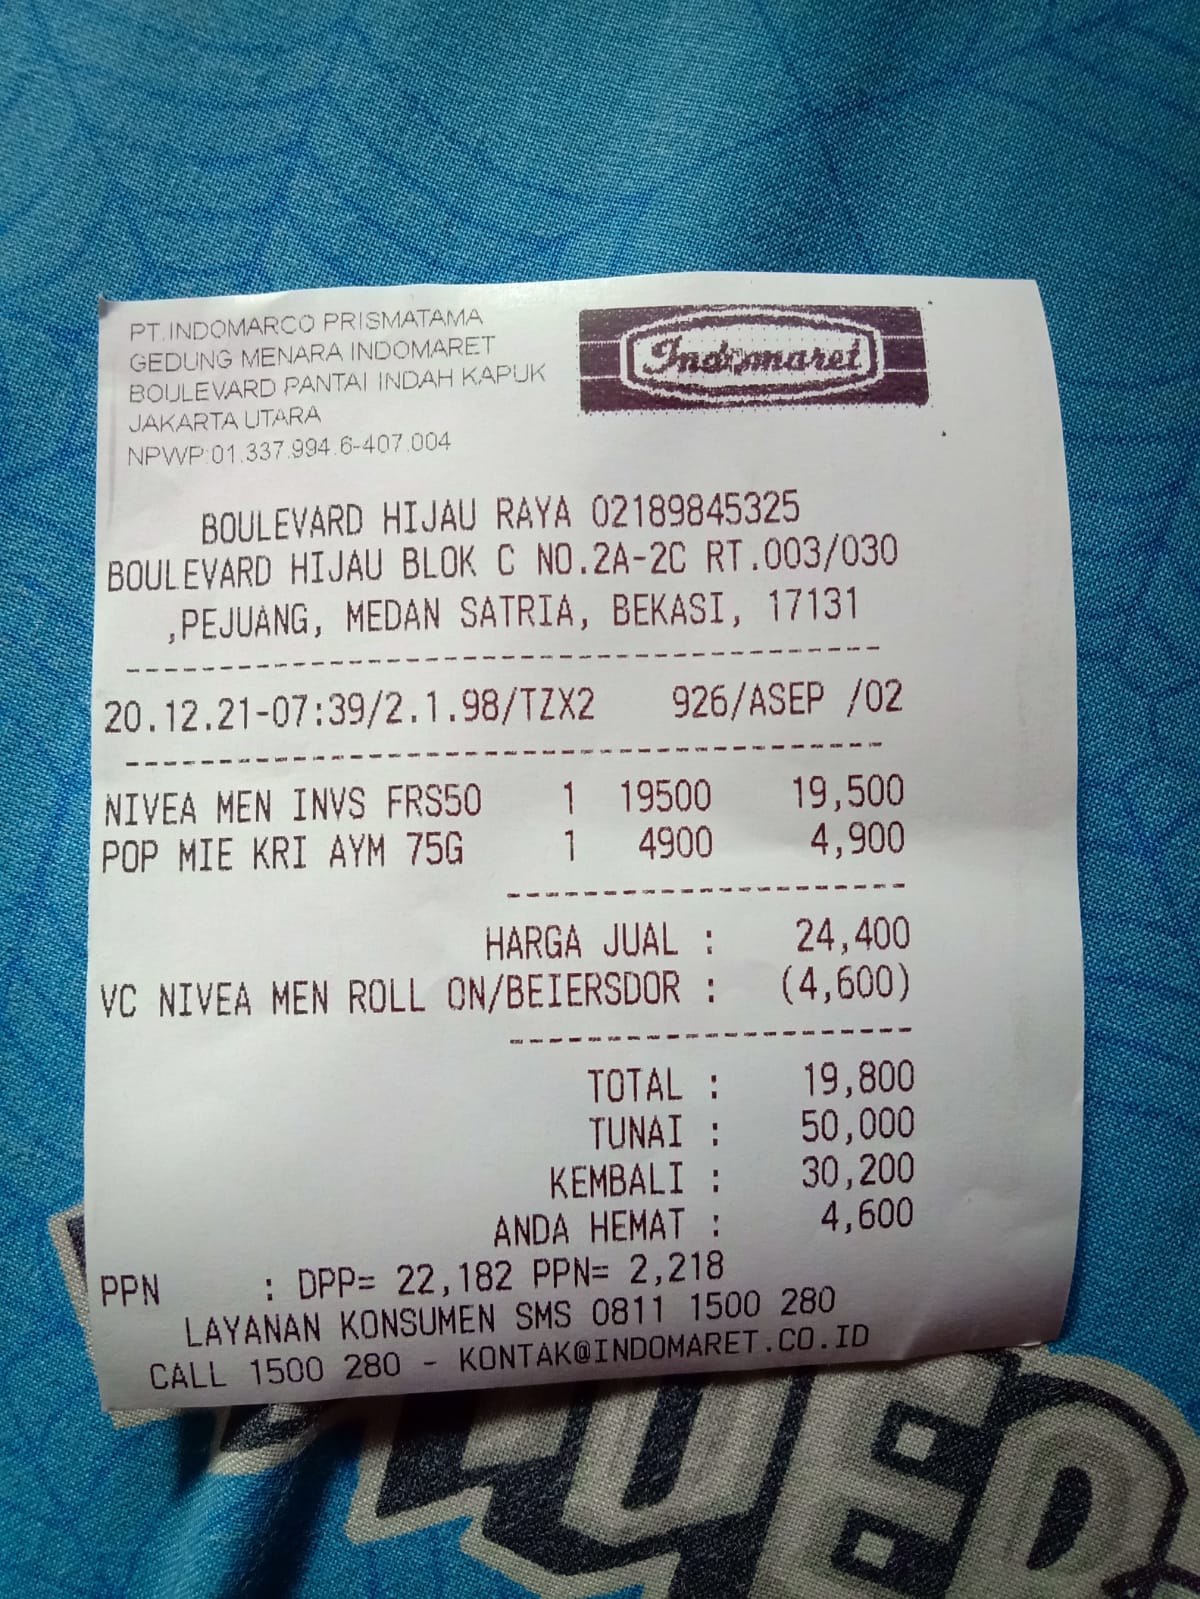 PT.INDOMARCO PRISMATAMA
GEDUNG MENARA INDOMARET
BOULEVARD PANTAI INDAH KAPUK
JAKARTA UTARA
NPWP:01.337.994.6-407.004
Indomaret
BOULEVARD HIJAU RAYA 02189845325
BOULEVARD HIJAU BLOK C NO.2A-2C RT.003/030
,PEJUANG, MEDAN SATRIA, BEKASI, 17131
20.12.21-07:39/2.1.98/TZX2 926/ASEP /02
NIVEA MEN INVS FRS50 1 19500 19,500
POP MIE KRI AYM 75G 1 4900 4,900
HARGA JUAL : 24,400
VC NIVEA MEN ROLL ON/BEIERSDOR : (4,600)
TOTAL : 19,800
TUNAI : 50,000
KEMBALI : 30,200
ANDA HEMAT : 4,600
PPN : DPP= 22,182 PPN= 2,218
LAYANAN KONSUMEN SMS 0811 1500 280
CALL 1500 280 - KONTAK@INDOMARET.CO.ID